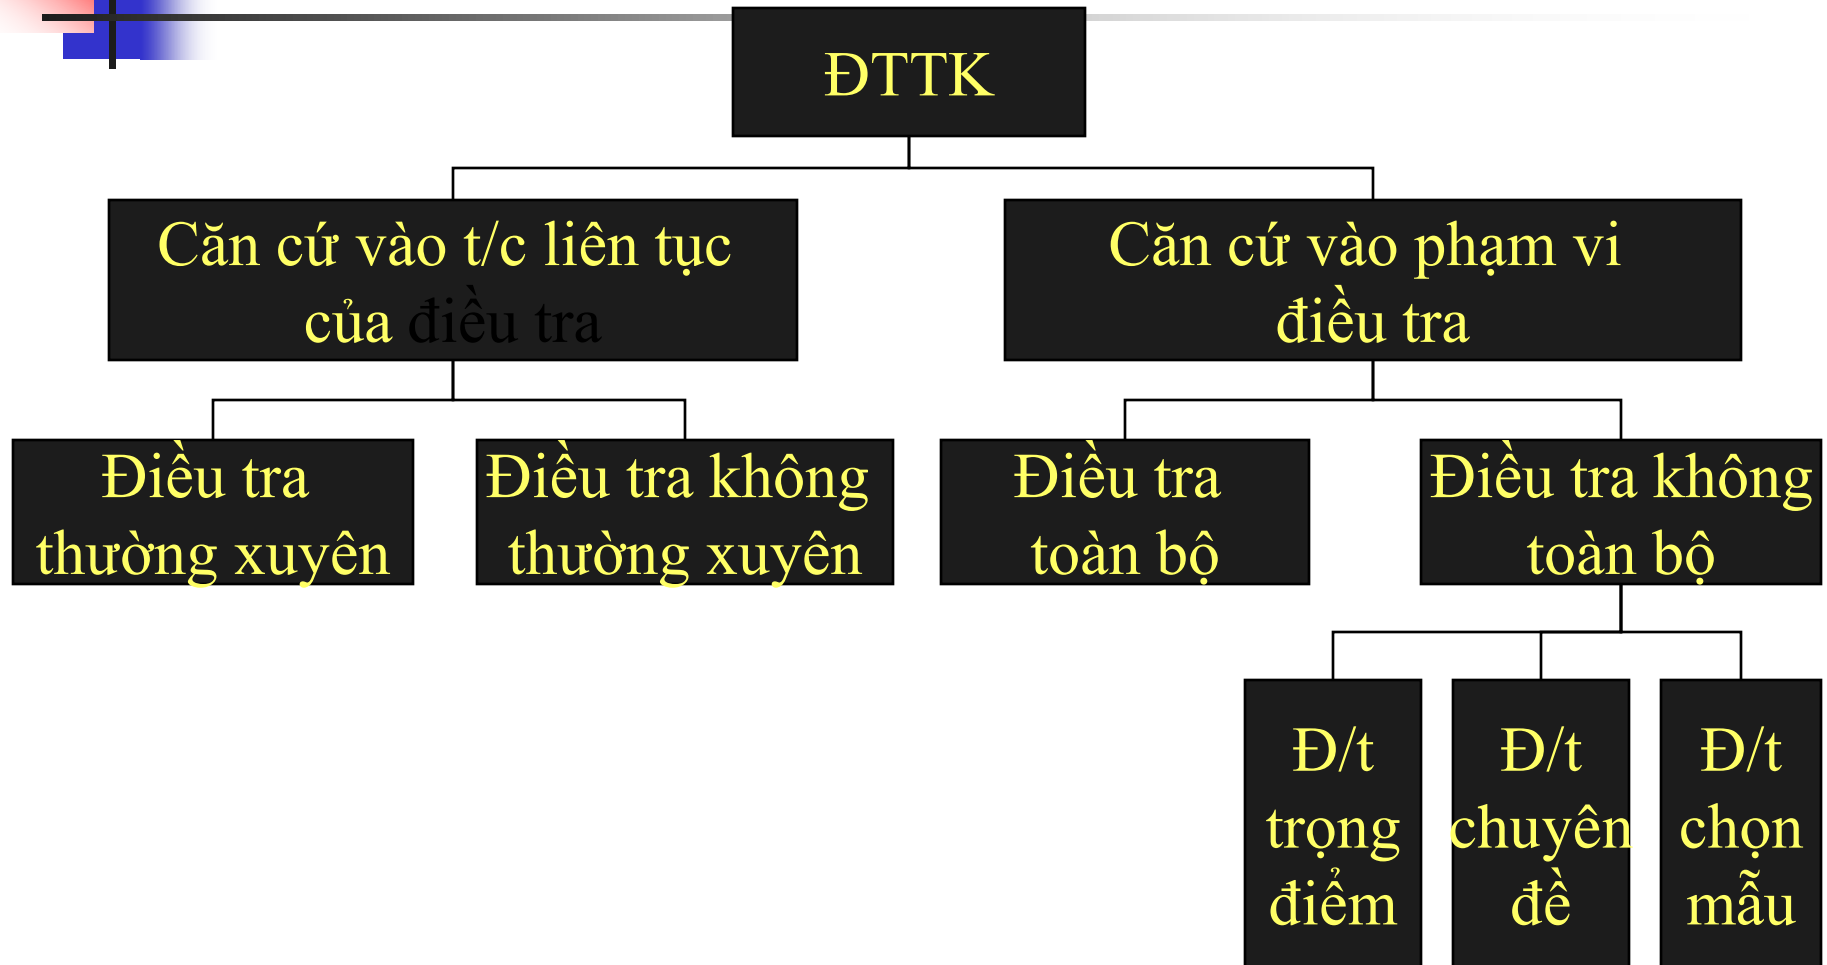 ĐTTK
Căn cứ vào t/c liên tục
của điều tra
Căn cứ vào phạm vi
điều tra
Điều tra
thường xuyên
Điều tra không
thường xuyên
Điều tra
toàn bộ
Điều tra không
toàn bộ
Đ/t
trọng
điểm
Đ/t
chuyên
đề
Đ/t
chọn
mẫu